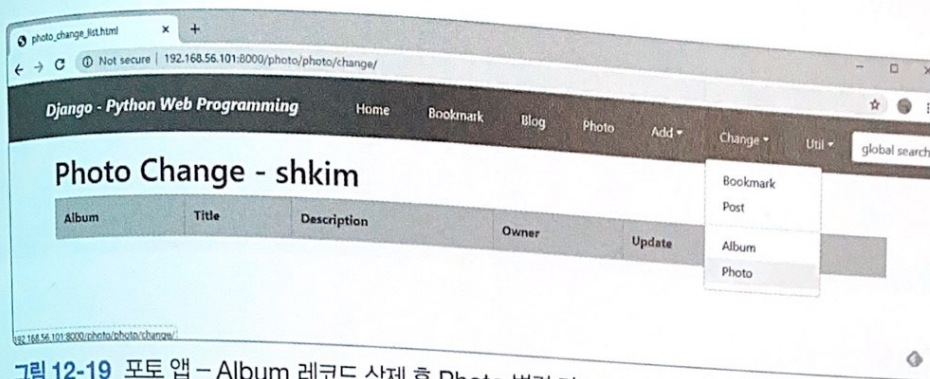 photo_change_list.html
Not secure | 192.168.56.101:8000/photo/photo/change/
Django - Python Web Programming Home Bookmark Blog Photo Add Change Util global search
Photo Change - shkim
Bookmark
Post
Album
Photo
Album Title Description Owner Update
192.168.56.101:8000/photo/photo/change/
그림 12-19 포토 앱 – Album 레코드 삭제 후 Photo